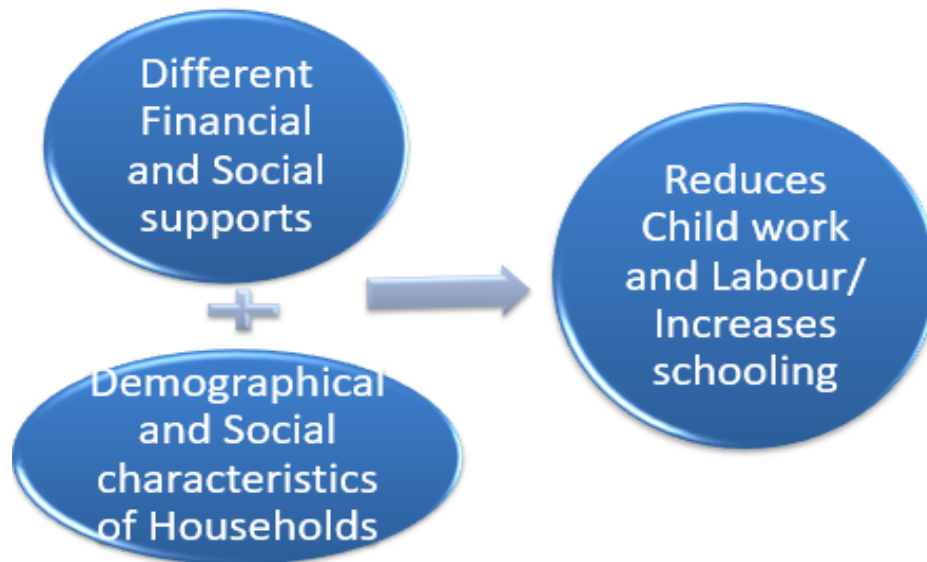 Different
Financial
and Social
supports
Demographical
and Social
characteristics
of Households
Reduces
Child work
and Labour/
Increases
schooling